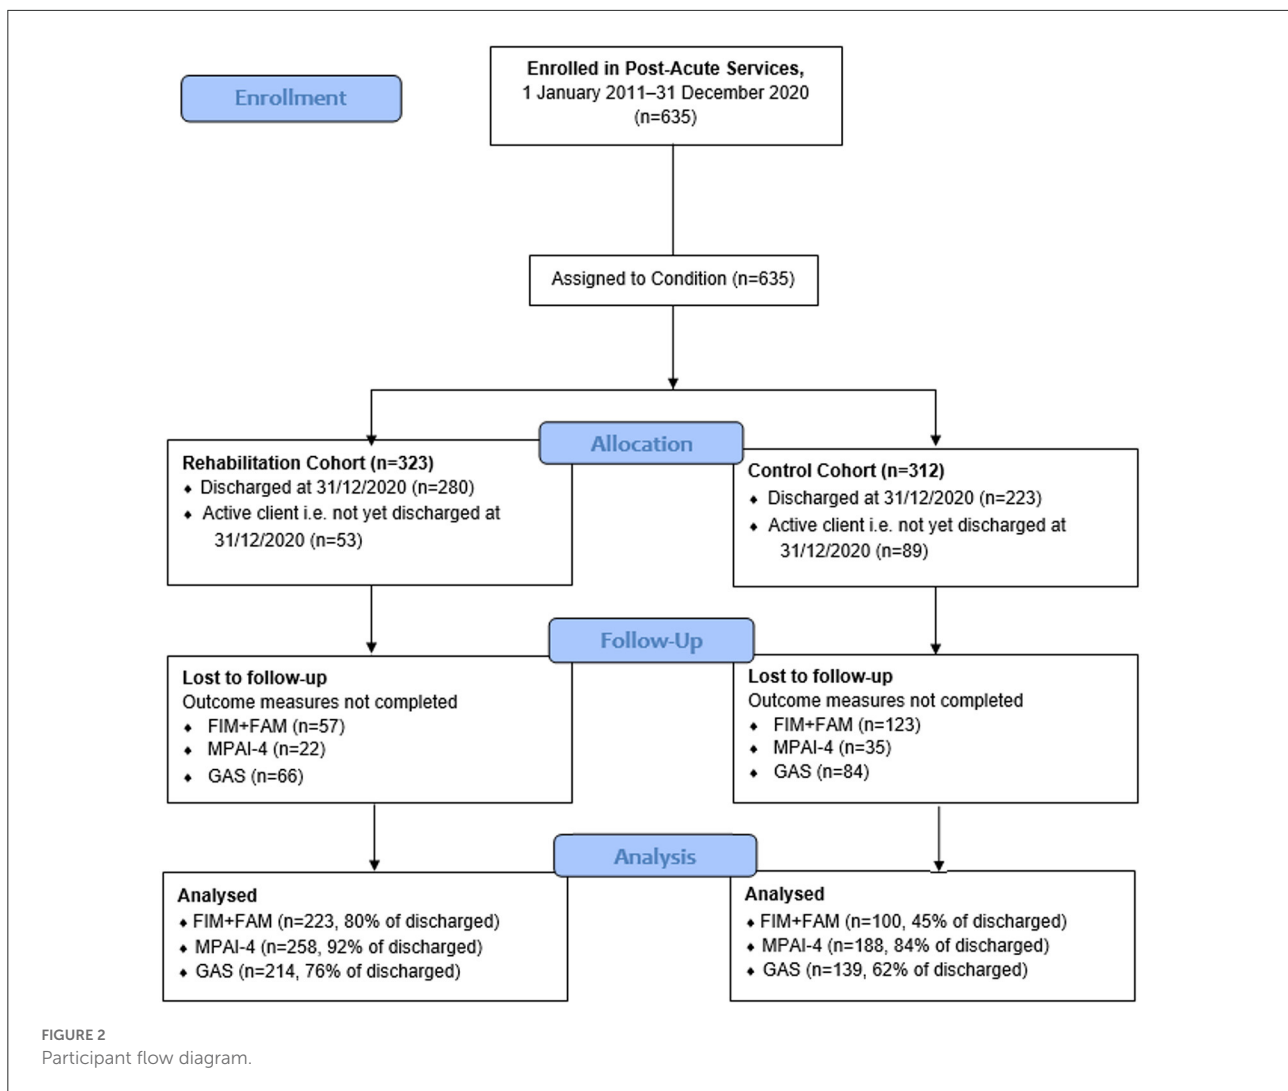 Enrollment
Enrolled in Post-Acute Services,
1 January 2011–31 December 2020
(n=635)
Assigned to Condition (n=635)
Allocation
Rehabilitation Cohort (n=323)
♦ Discharged at 31/12/2020 (n=280)
♦ Active client i.e. not yet discharged at
31/12/2020 (n=53)
Control Cohort (n=312)
♦ Discharged at 31/12/2020 (n=223)
♦ Active client i.e. not yet discharged at
31/12/2020 (n=89)
Follow-Up
Lost to follow-up
Outcome measures not completed
♦ FIM+FAM (n=57)
♦ MPAI-4 (n=22)
♦ GAS (n=66)
Lost to follow-up
Outcome measures not completed
♦ FIM+FAM (n=123)
♦ MPAI-4 (n=35)
♦ GAS (n=84)
Analysis
Analysed
♦ FIM+FAM (n=223, 80% of discharged)
♦ MPAI-4 (n=258, 92% of discharged)
♦ GAS (n=214, 76% of discharged)
Analysed
♦ FIM+FAM (n=100, 45% of discharged)
♦ MPAI-4 (n=188, 84% of discharged)
♦ GAS (n=139, 62% of discharged)
FIGURE 2
Participant flow diagram.